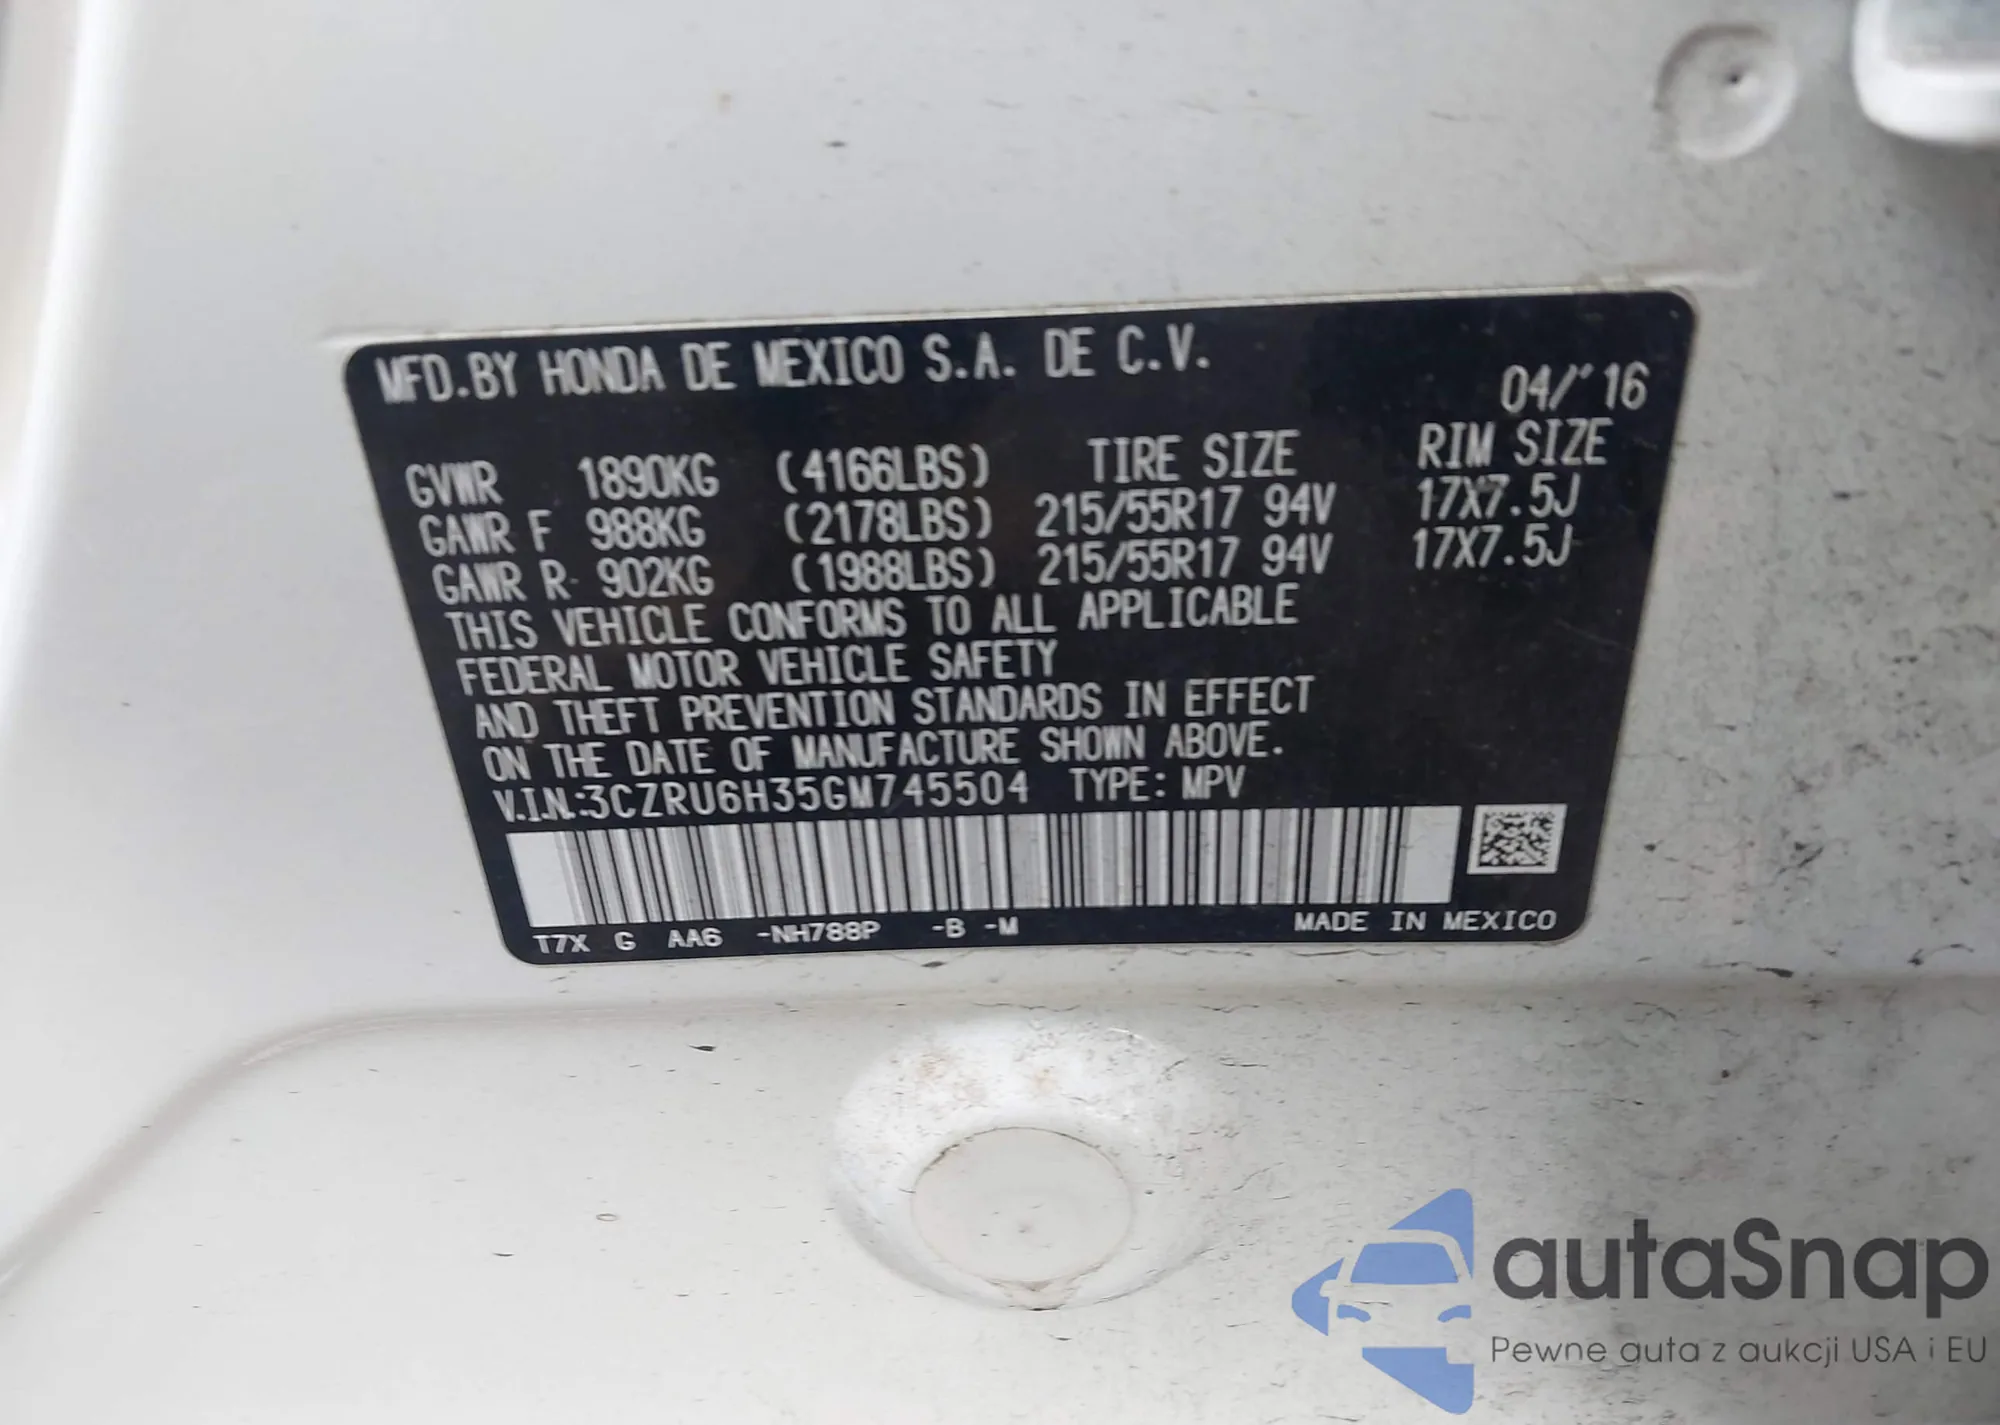 MFD.BY HONDA DE MEXICO S.A. DE C.V.
04/'16
GVWR 1890KG (4166LBS) TIRE SIZE RIM SIZE
GAWR F 988KG (2178LBS) 215/55R17 94V 17X7.5J
GAWR R 902KG (1988LBS) 215/55R17 94V 17X7.5J
THIS VEHICLE CONFORMS TO ALL APPLICABLE
FEDERAL MOTOR VEHICLE SAFETY
AND THEFT PREVENTION STANDARDS IN EFFECT
ON THE DATE OF MANUFACTURE SHOWN ABOVE.
V.I.N.:3CZRU6H35GM745504 TYPE: MPV
T7X G AA6 -NH788P -B -M MADE IN MEXICO
autaSnap
Pewne auta z aukcji USA i EU